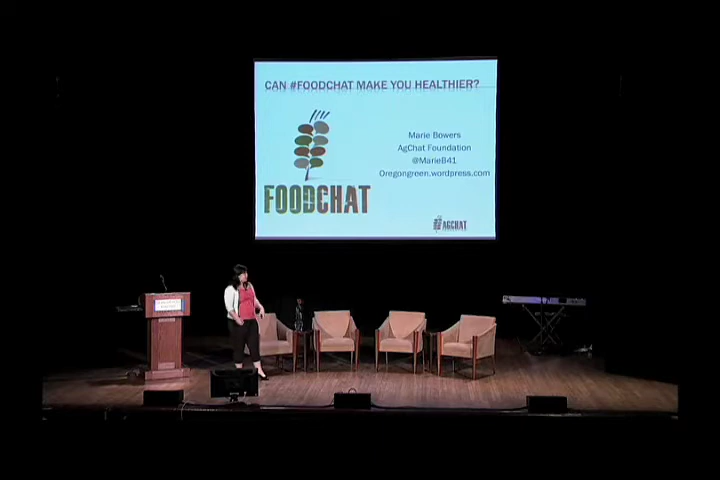 CAN #FOODCHAT MAKE YOU HEALTHIER?
Marie Bowers
AgChat Foundation
@MarieB41
Oregongreen.wordpress.com
FOODCHAT
AGCHAT